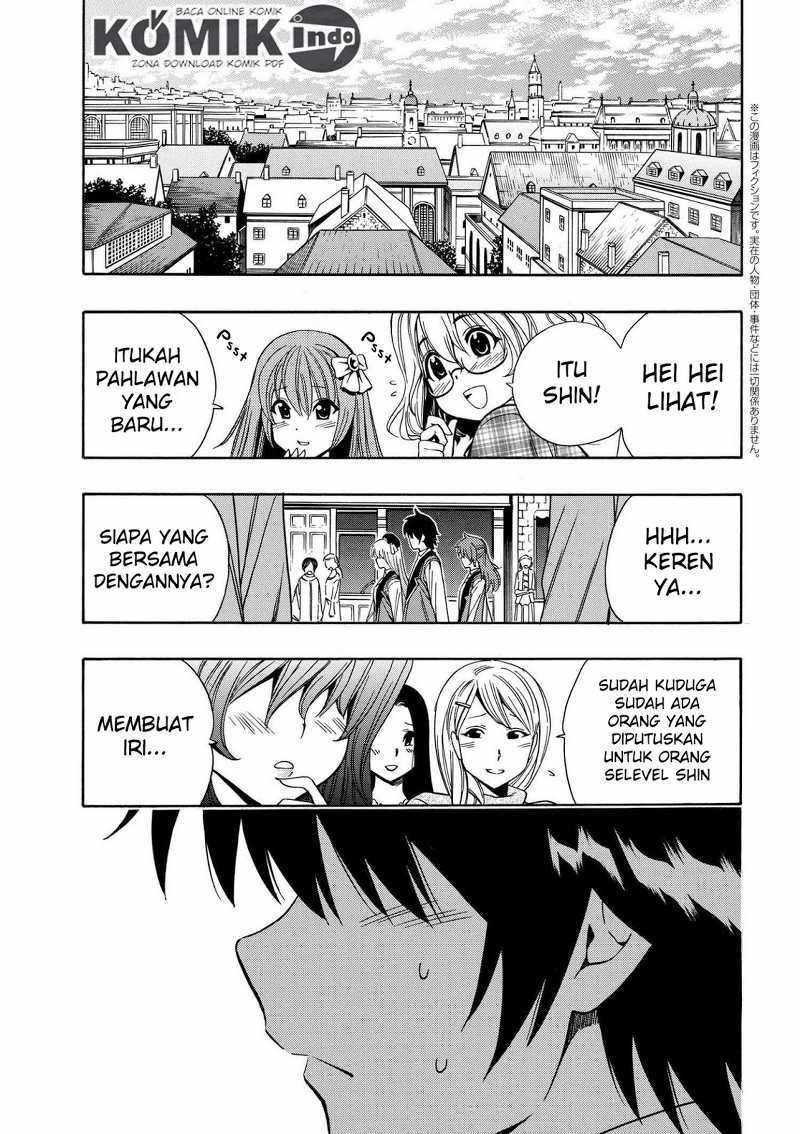 BACA ONLINE KOMIK
KOMIK Indo
ZONA DOWNLOAD KOMIK PDF
※この漫画はフィクションです。実在の人物・団体・事件などには一切関係ありません。
HEI HEI
LIHAT!
ITU
SHIN!
Psst
Psst
ITUKAH
PAHLAWAN
YANG
BARU...
HHH...
KEREN
YA...
SIAPA YANG
BERSAMA
DENGANNYA?
SUDAH KUDUGA
SUDAH ADA
ORANG YANG
DIPUTUSKAN
UNTUK ORANG
SELEVEL SHIN
MEMBUAT
IRI...